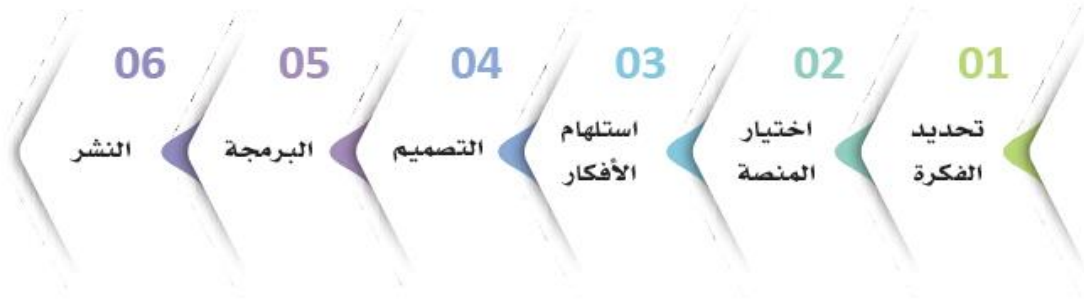 01
تحديد
الفكرة
02
اختيار
المنصة
03
استلهام
الأفكار
04
التصميم
05
البرمجة
06
النشر